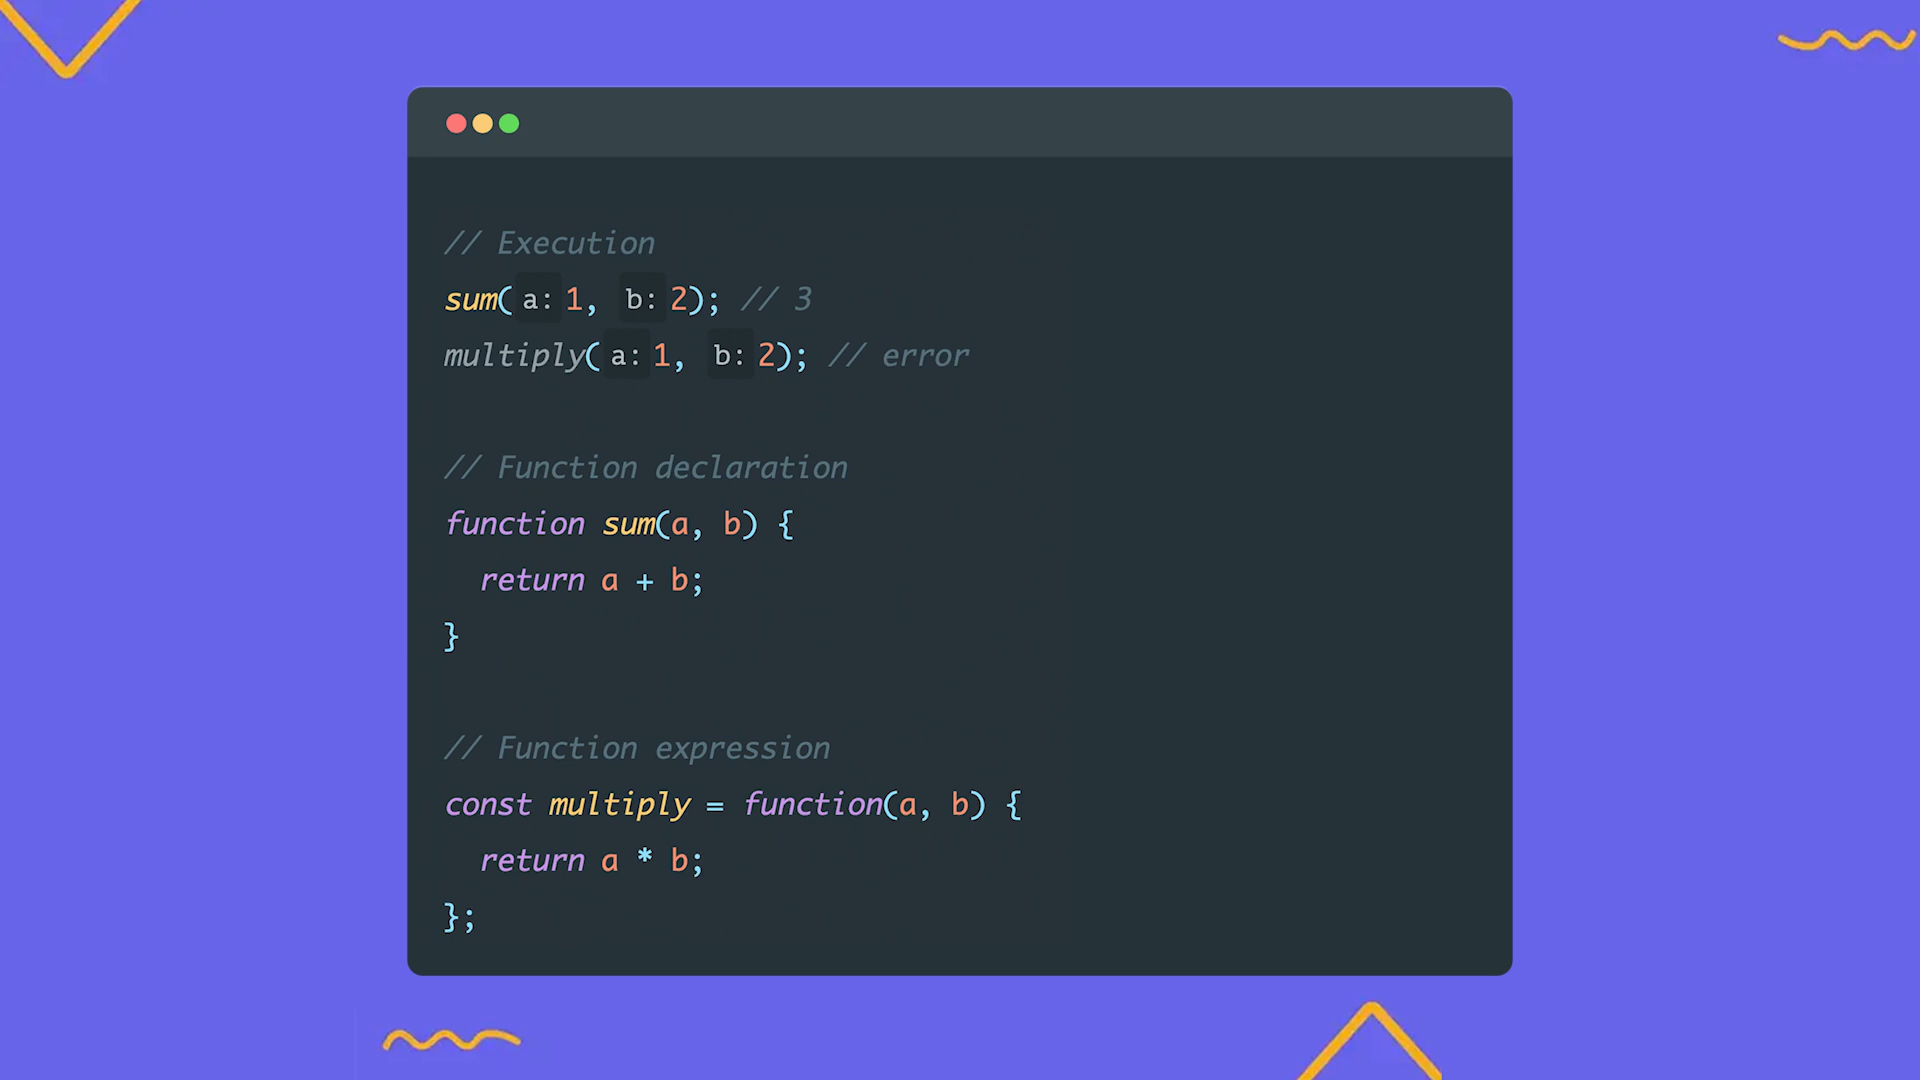 // Execution
sum( a: 1, b: 2); // 3
multiply( a: 1, b: 2); // error
// Function declaration
function sum(a, b) {
return a + b;
}
// Function expression
const multiply = function(a, b) {
return a * b;
};